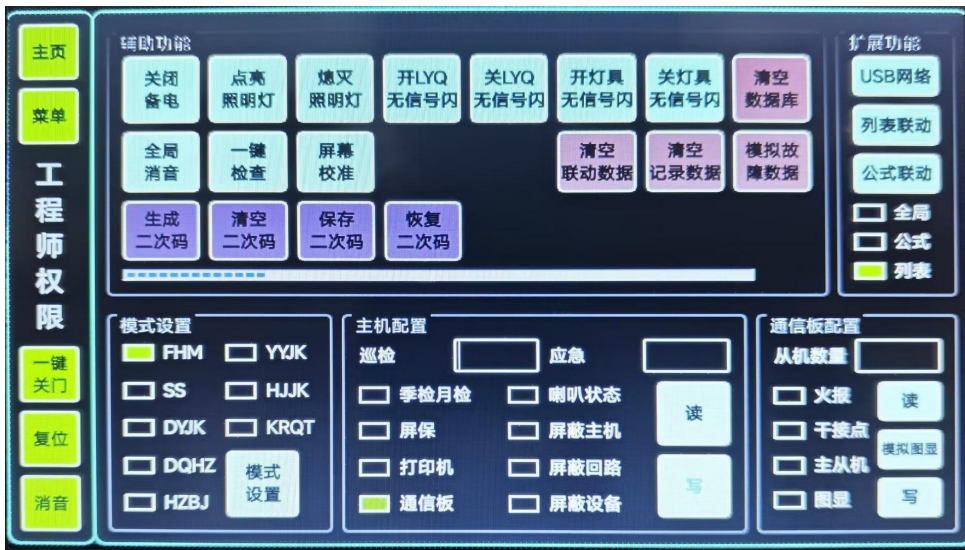 主页
菜单
工程师权限
一键
关门
复位
消音
辅助功能
关闭
备电
点亮
照明灯
熄灭
照明灯
开LYQ
无信号闪
关LYQ
无信号闪
开灯具
无信号闪
关灯具
无信号闪
清空
数据库
全局
消音
一键
检查
屏幕
校准
清空
联动数据
清空
记录数据
模拟故
障数据
生成
二次码
清空
二次码
保存
二次码
恢复
二次码
扩展功能
USB网络
列表联动
公式联动
全局
公式
列表
模式设置
FHM
YYJK
SS
HJJK
DYJK
KRQT
DQHZ
HZBJ
模式
设置
主机配置
巡检
应急
季检月检
喇叭状态
屏保
屏蔽主机
打印机
屏蔽回路
通信板
屏蔽设备
读
写
通信板配置
从机数量
火报
干接点
主从机
图显
读
模拟图显
写